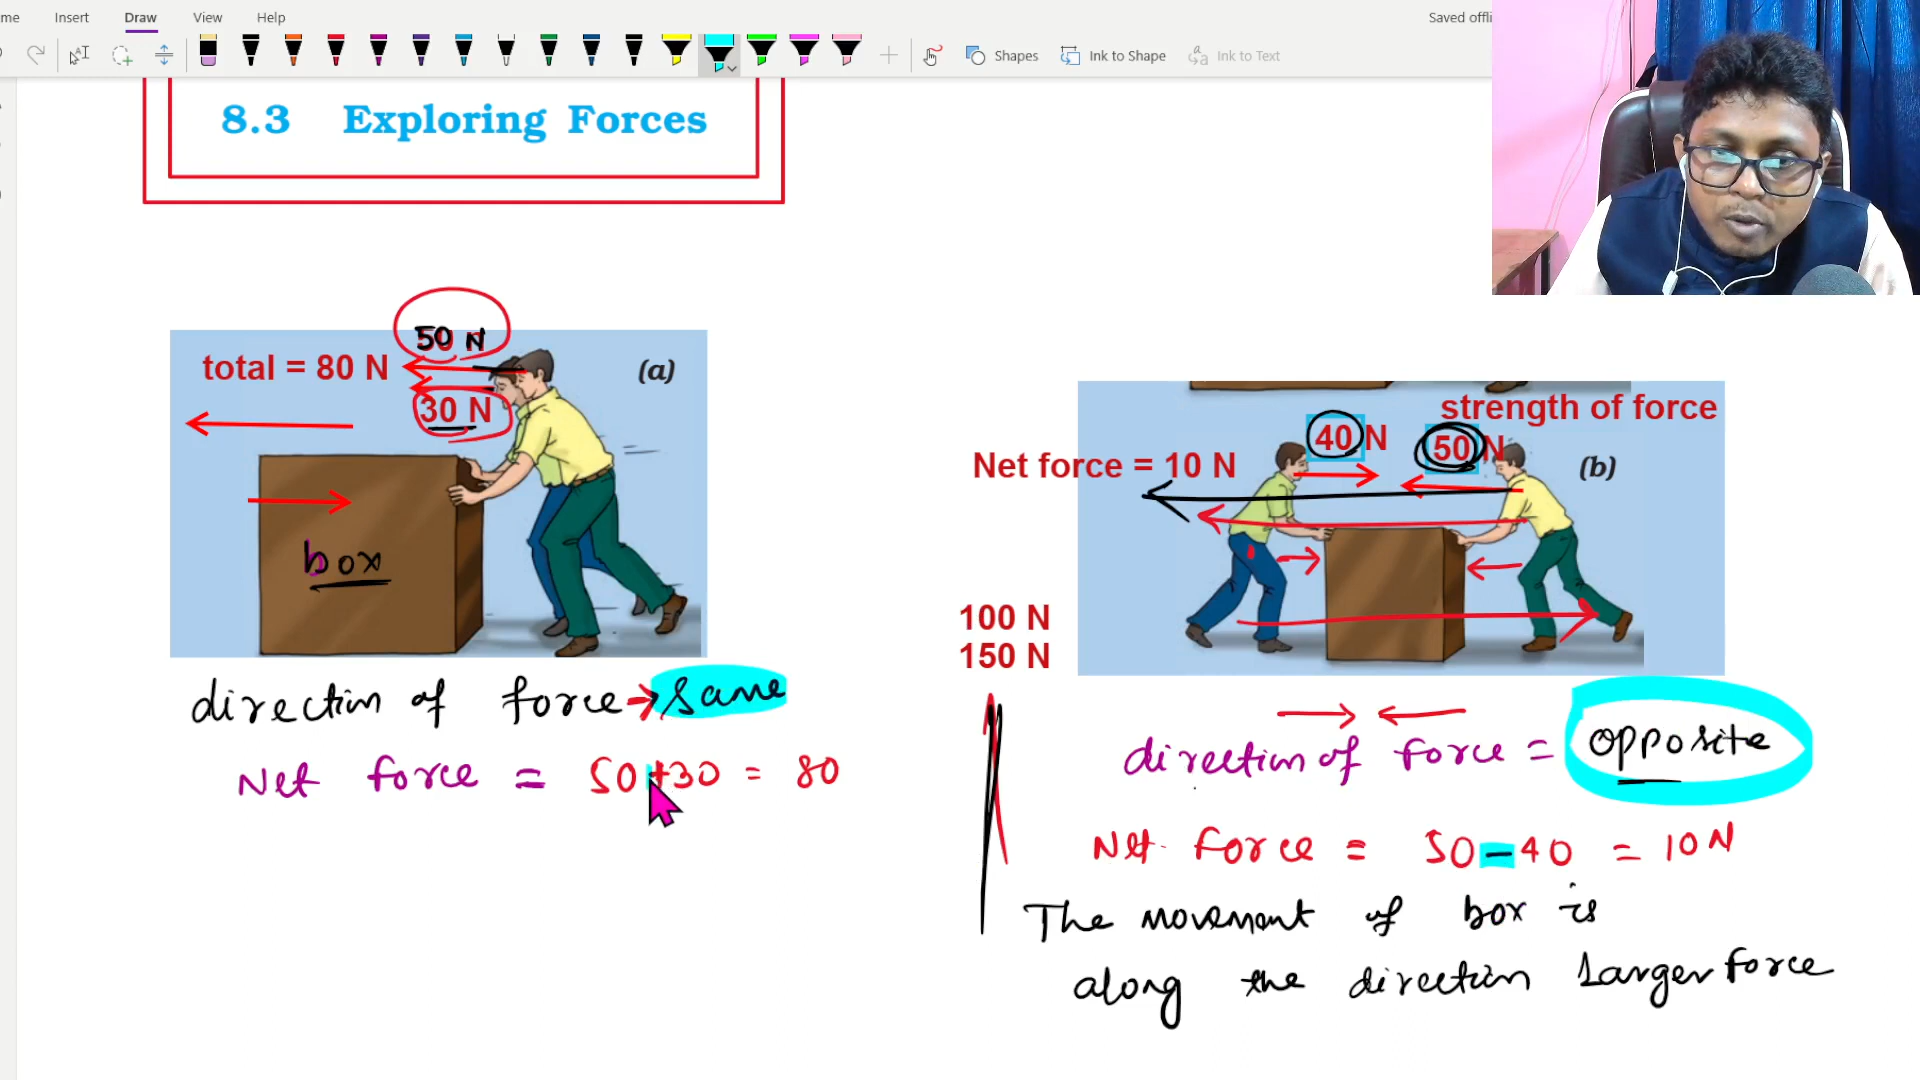 me Insert Draw View Help Saved offli
Shapes Ink to Shape Ink to Text
8.3 Exploring Forces
50 N
total = 80 N
(a)
30 N
box
direction of force → same
Net force = 50+30 = 80
strength of force
40 N 50 N
Net force = 10 N
(b)
100 N
150 N
direction of force = opposite
Net force = 50-40 = 10 N
The movement of box is
along the direction Larger force